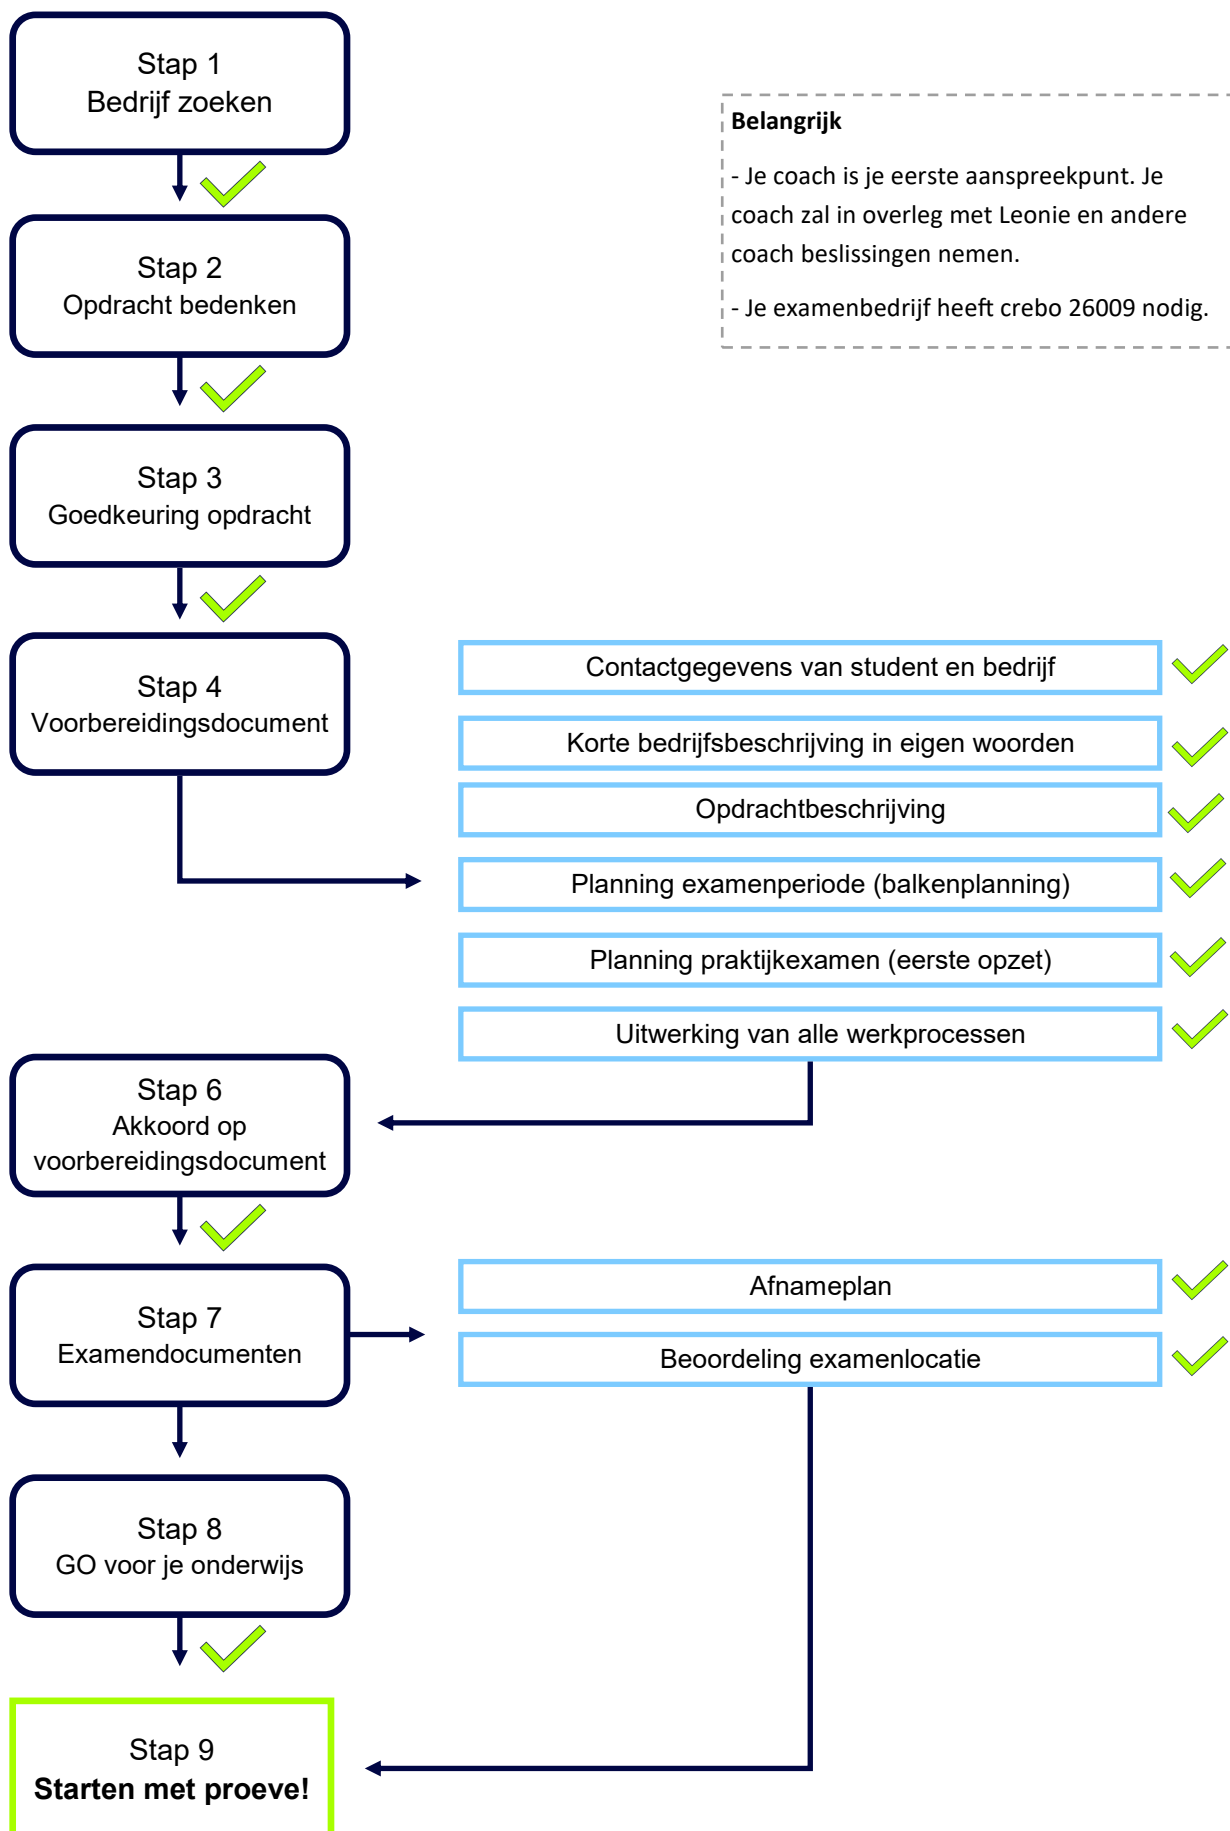 Stap 1
Bedrijf zoeken
Belangrijk
- Je coach is je eerste aanspreekpunt. Je
coach zal in overleg met Leonie en andere
coach beslissingen nemen.
- Je examenbedrijf heeft crebo 26009 nodig.
Stap 2
Opdracht bedenken
Stap 3
Goedkeuring opdracht
Stap 4
Voorbereidingsdocument
Contactgegevens van student en bedrijf
Korte bedrijfsbeschrijving in eigen woorden
Opdrachtbeschrijving
Planning examenperiode (balkenplanning)
Planning praktijkexamen (eerste opzet)
Uitwerking van alle werkprocessen
Stap 6
Akkoord op
voorbereidingsdocument
Stap 7
Examendocumenten
Afnameplan
Beoordeling examenlocatie
Stap 8
GO voor je onderwijs
Stap 9
Starten met proeve!